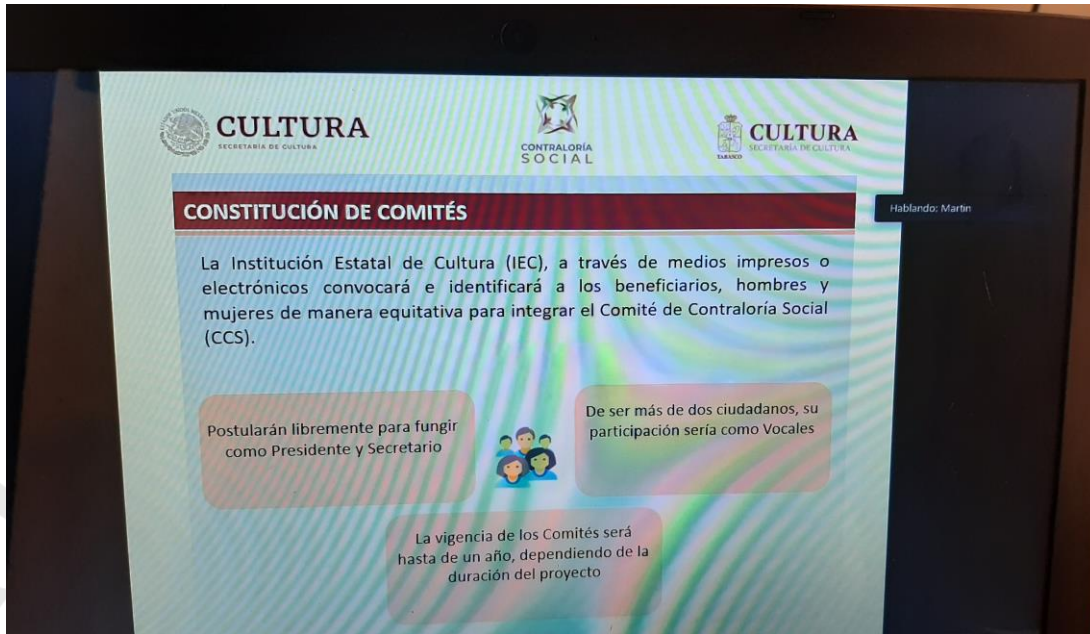 CULTURA
SECRETARÍA DE CULTURA
CONTRALORÍA
SOCIAL
CULTURA
SECRETARÍA DE CULTURA
TABASCO
CONSTITUCIÓN DE COMITÉS
Hablando: Martin
La Institución Estatal de Cultura (IEC), a través de medios impresos o
electrónicos convocará e identificará a los beneficiarios, hombres y
mujeres de manera equitativa para integrar el Comité de Contraloría Social
(CCS).
Postularán libremente para fungir
como Presidente y Secretario
De ser más de dos ciudadanos, su
participación sería como Vocales
La vigencia de los Comités será
hasta de un año, dependiendo de la
duración del proyecto